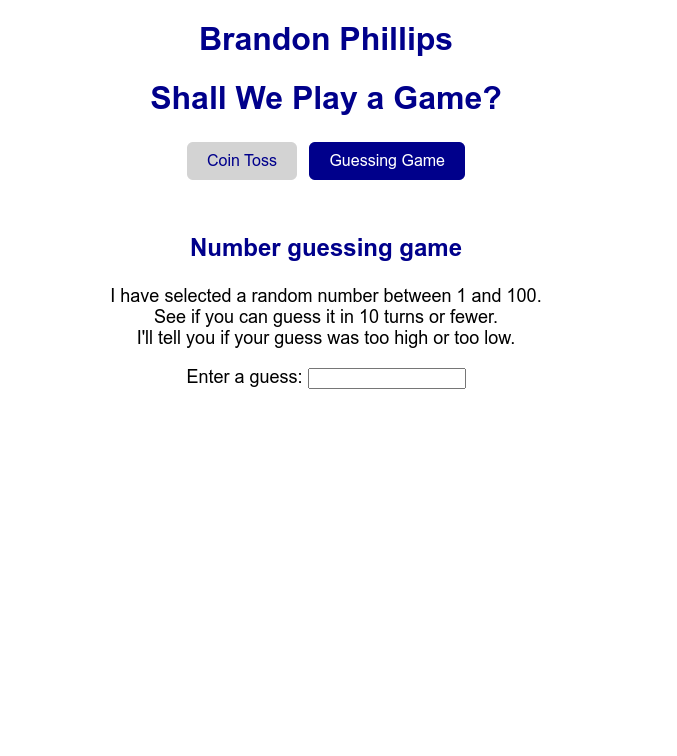 Brandon Phillips
Shall We Play a Game?
Coin Toss
Guessing Game
Number guessing game
I have selected a random number between 1 and 100.
See if you can guess it in 10 turns or fewer.
I'll tell you if your guess was too high or too low.
Enter a guess: